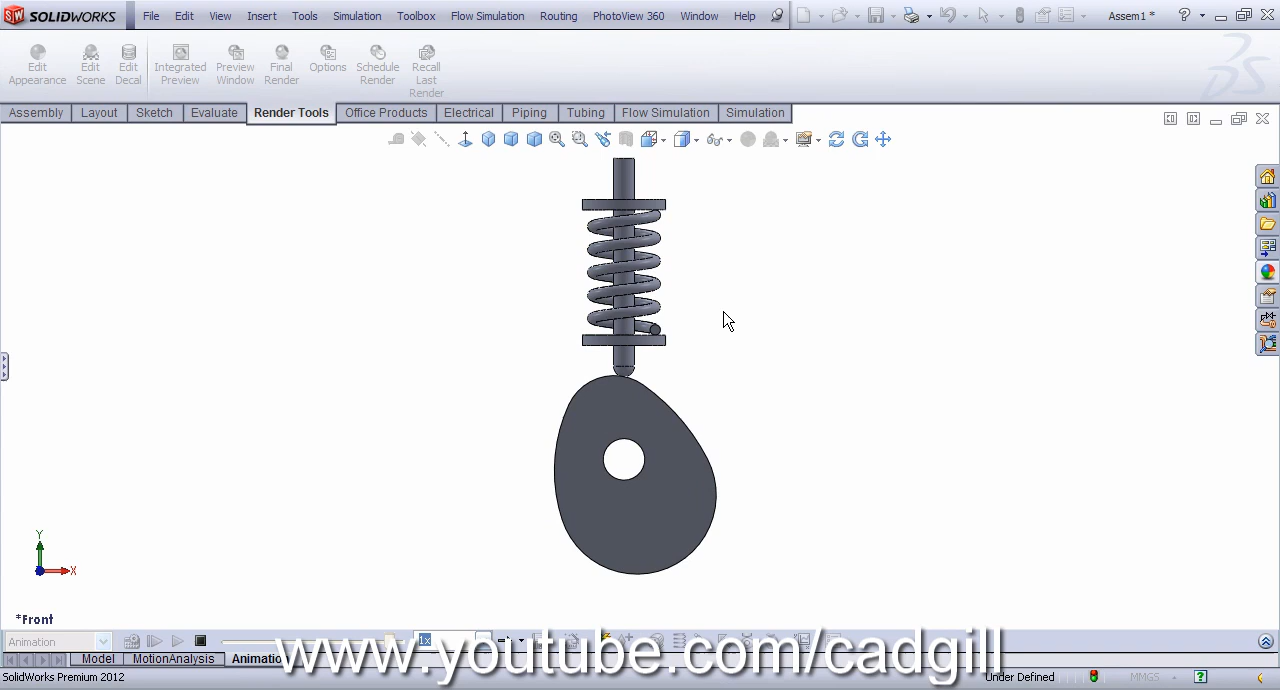 SOLIDWORKS File Edit View Insert Tools Simulation Toolbox Flow Simulation Routing PhotoView 360 Window Help Assem1 * ?
Edit Appearance Edit Scene Edit Decal Integrated Preview Preview Window Final Render Options Schedule Render Recall Last Render
Assembly Layout Sketch Evaluate Render Tools Office Products Electrical Piping Tubing Flow Simulation Simulation
Y
X
*Front
Animation 1x
www.youtube.com/cadgill
Model MotionAnalysis Animatio
SolidWorks Premium 2012 Under Defined MMGS ?